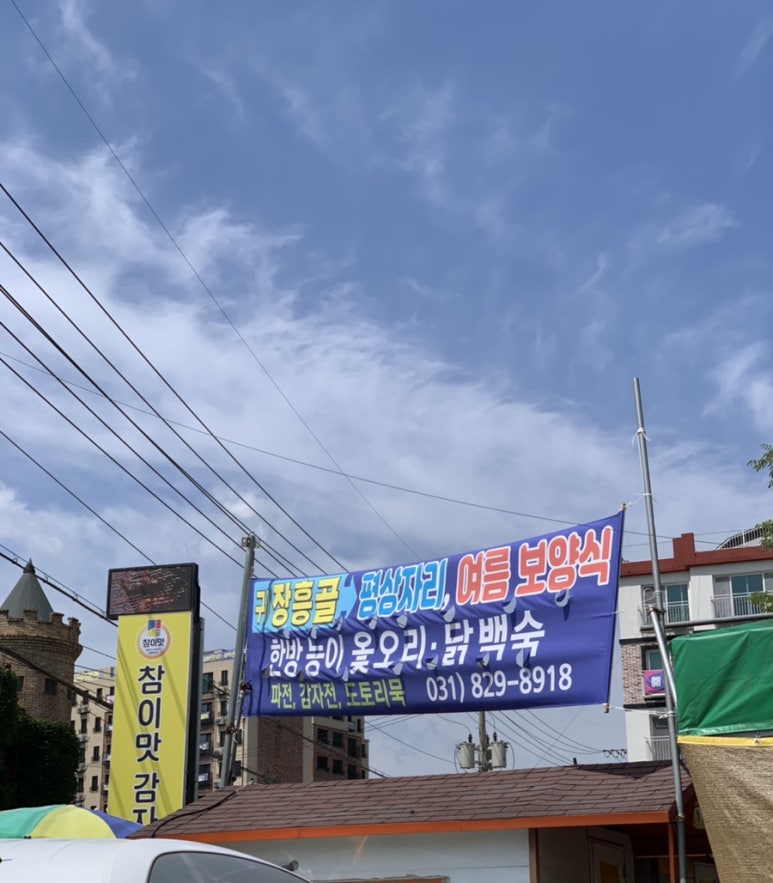 장흥골 평상자리, 여름 보양식
한방 능이 옻오리·닭백숙
파전, 감자전, 도토리묵 031) 829-8918
참이맛
참이맛 감자